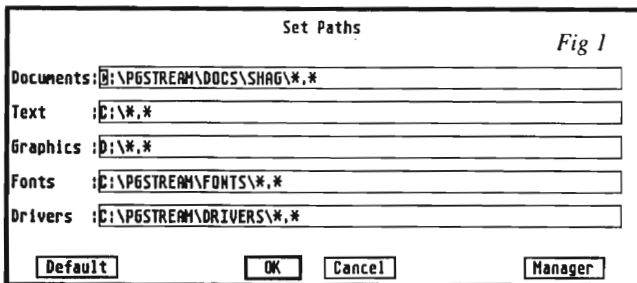 Set Paths
Fig 1
Documents:D:\PGSTREAM\DOCS\SHAG\*.*
Text :C:\*.*
Graphics :D:\*.*
Fonts :C:\PGSTREAM\FONTS\*.*
Drivers :C:\PGSTREAM\DRIVERS\*.*
Default OK Cancel Manager